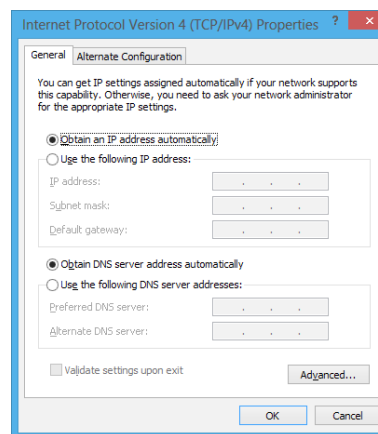 Internet Protocol Version 4 (TCP/IPv4) Properties ? ×
General Alternate Configuration
You can get IP settings assigned automatically if your network supports
this capability. Otherwise, you need to ask your network administrator
for the appropriate IP settings.
Obtain an IP address automatically
Use the following IP address:
IP address: . . .
Subnet mask: . . .
Default gateway: . . .
Obtain DNS server address automatically
Use the following DNS server addresses:
Preferred DNS server: . . .
Alternate DNS server: . . .
Validate settings upon exit
Advanced...
OK Cancel